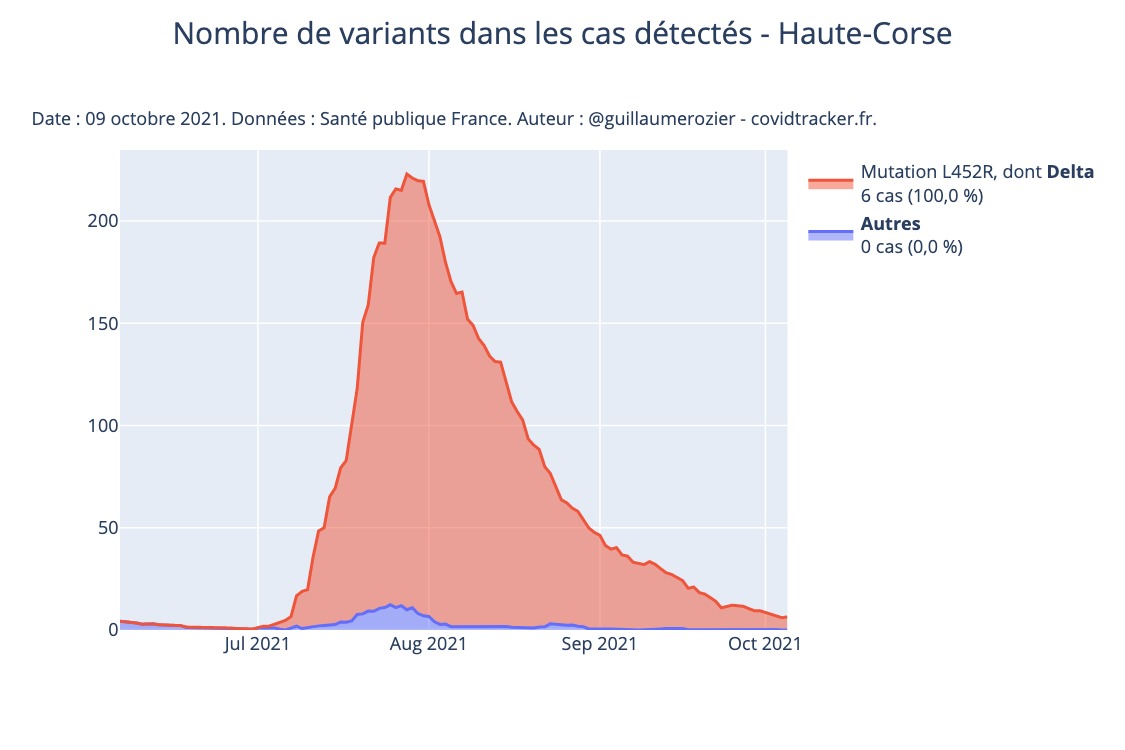 Nombre de variants dans les cas détectés - Haute-Corse
Date : 09 octobre 2021. Données : Santé publique France. Auteur : @guillaumerozier - covidtracker.fr.
Mutation L452R, dont Delta
6 cas (100,0 %)
Autres
0 cas (0,0 %)
200
150
100
50
0
Jul 2021
Aug 2021
Sep 2021
Oct 2021